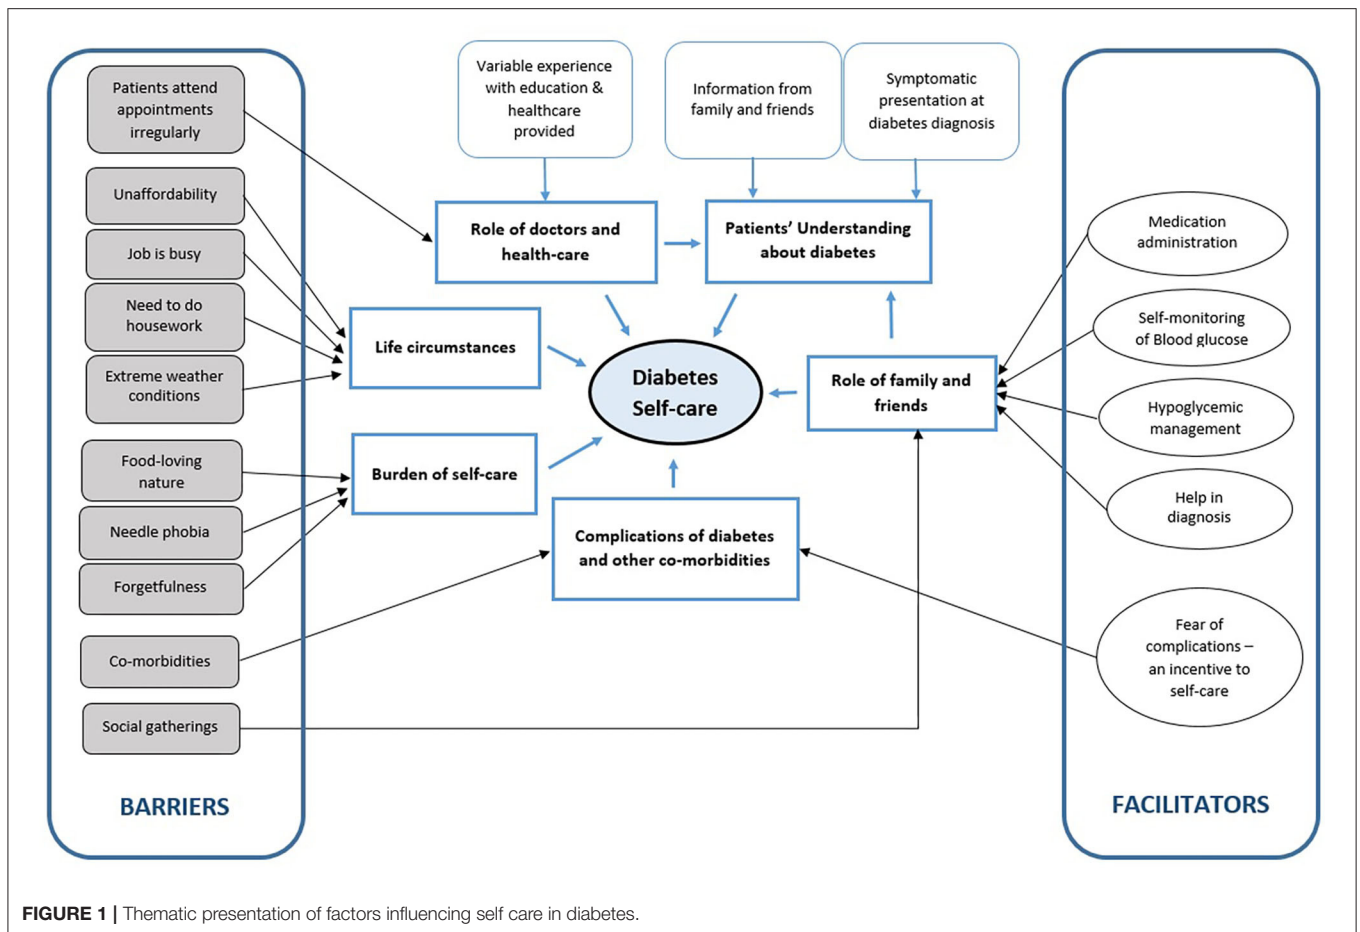 Patients attend
appointments
irregularly
Unaffordability
Job is busy
Need to do
housework
Extreme weather
conditions
Food-loving
nature
Needle phobia
Forgetfulness
Co-morbidities
Social gatherings
BARRIERS
Variable experience
with education &
healthcare
provided
Information from
family and friends
Symptomatic
presentation at
diabetes diagnosis
Role of doctors and
health-care
Patients’ Understanding
about diabetes
Life circumstances
Diabetes
Self-care
Role of family and
friends
Burden of self-care
Complications of diabetes
and other co-morbidities
Medication
administration
Self-monitoring
of Blood glucose
Hypoglycemic
management
Help in
diagnosis
Fear of
complications –
an incentive to
self-care
FACILITATORS
FIGURE 1 | Thematic presentation of factors influencing self care in diabetes.